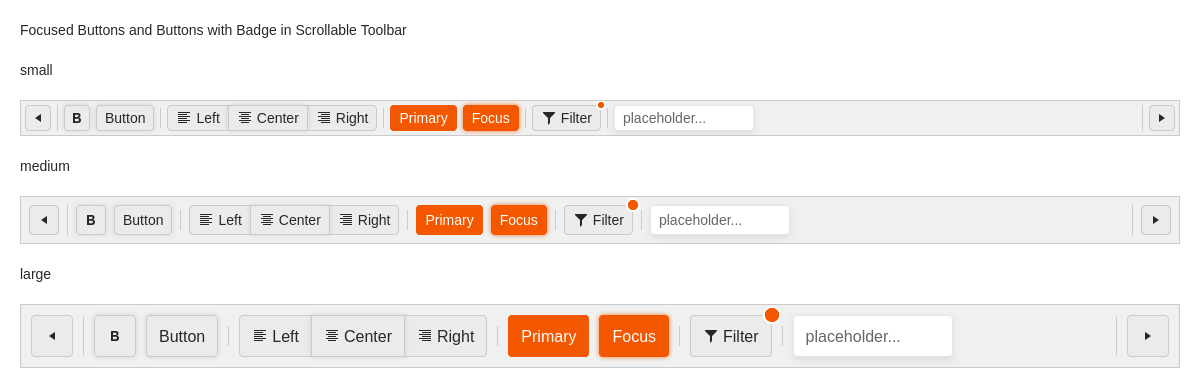 Focused Buttons and Buttons with Badge in Scrollable Toolbar
small
B Button Left Center Right Primary Focus Filter placeholder...
medium
B Button Left Center Right Primary Focus Filter placeholder...
large
B Button Left Center Right Primary Focus Filter placeholder...